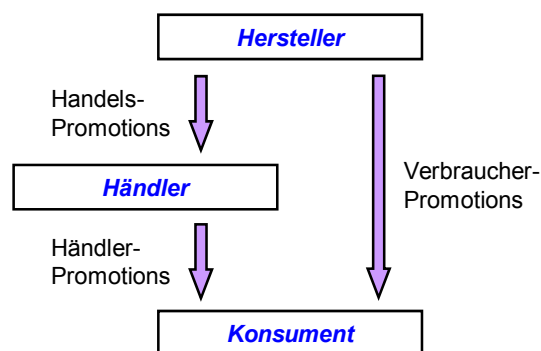 Hersteller
Handels-
Promotions
Händler
Verbraucher-
Promotions
Händler-
Promotions
Konsument